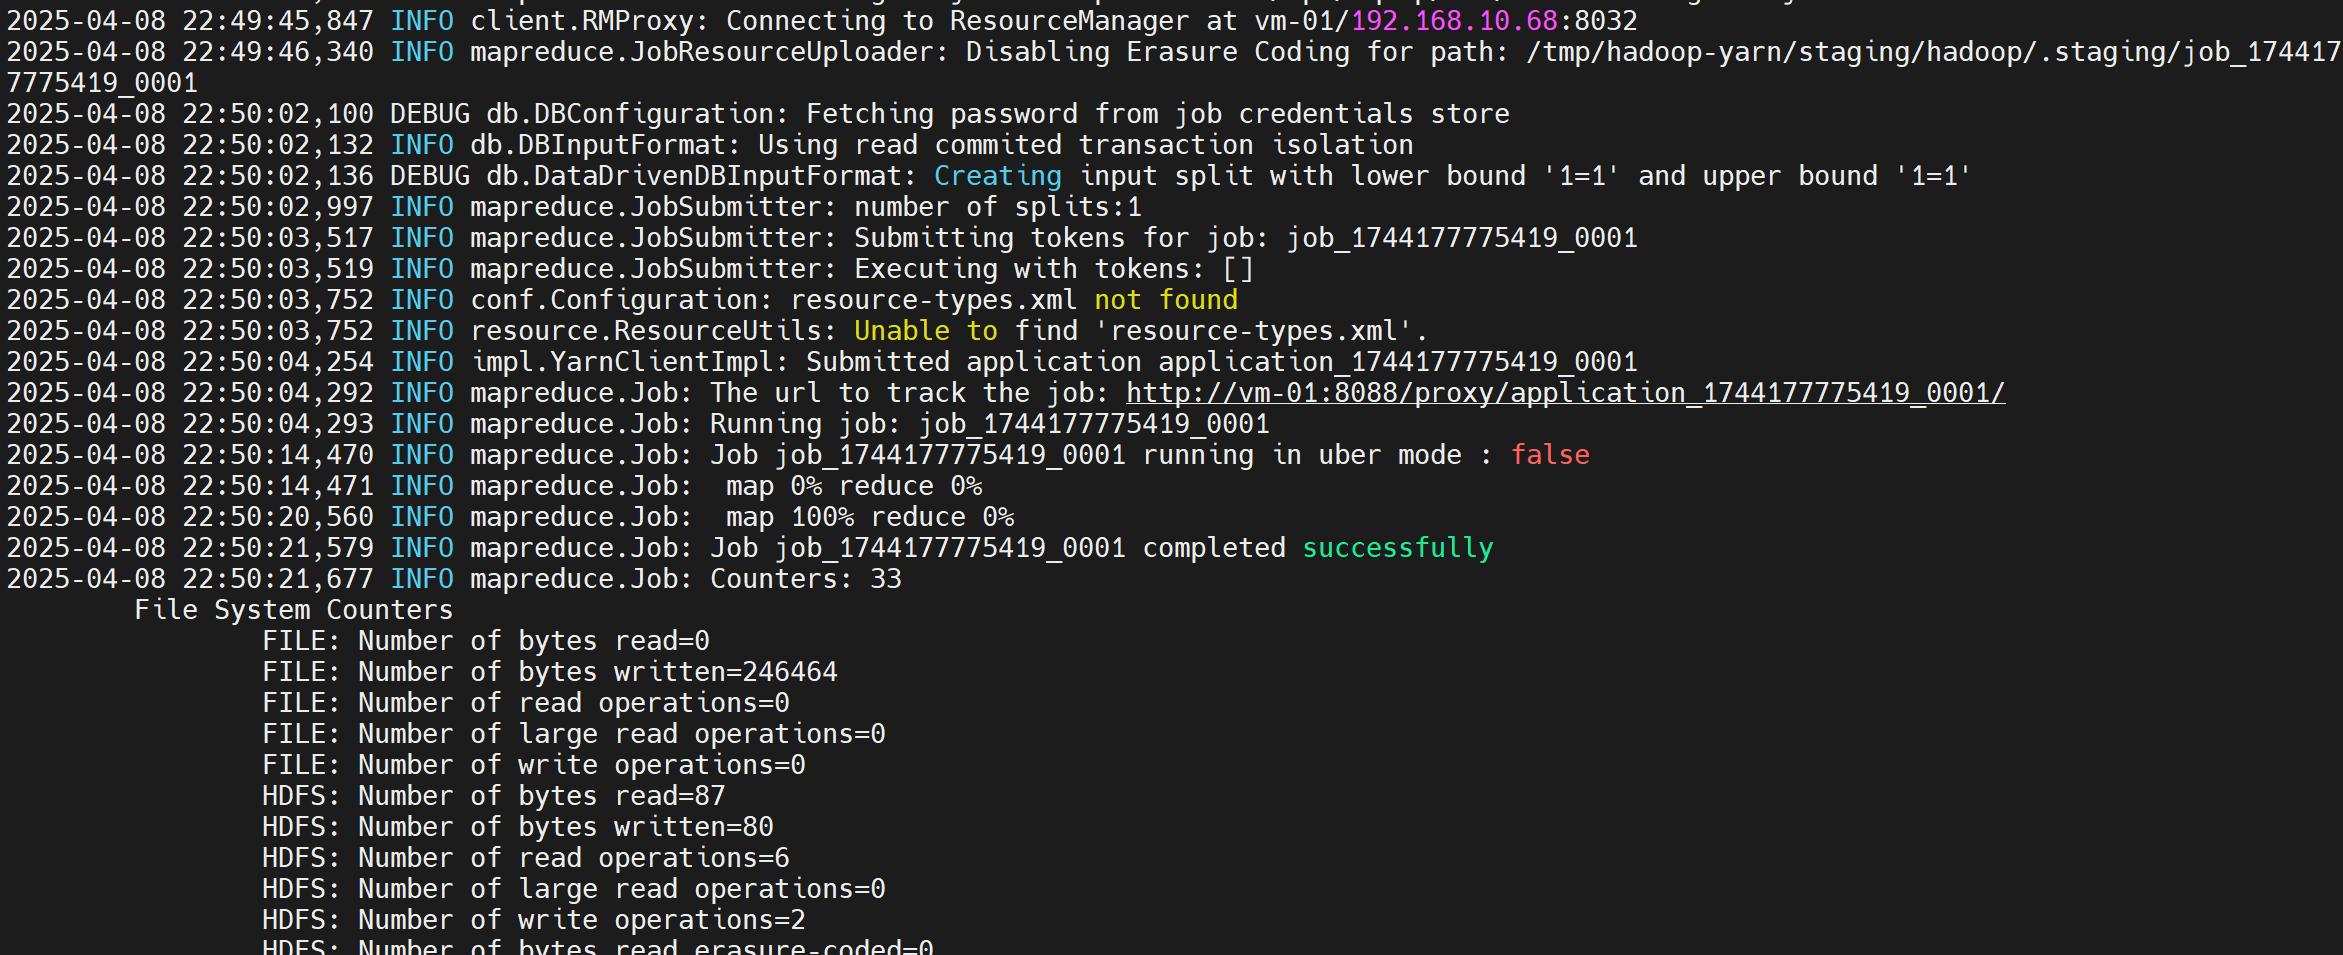 2025-04-08 22:49:45,847 INFO client.RMProxy: Connecting to ResourceManager at vm-01/192.168.10.68:8032
2025-04-08 22:49:46,340 INFO mapreduce.JobResourceUploader: Disabling Erasure Coding for path: /tmp/hadoop-yarn/staging/hadoop/.staging/job_174417
7775419_0001
2025-04-08 22:50:02,100 DEBUG db.DBConfiguration: Fetching password from job credentials store
2025-04-08 22:50:02,132 INFO db.DBInputFormat: Using read commited transaction isolation
2025-04-08 22:50:02,136 DEBUG db.DataDrivenDBInputFormat: Creating input split with lower bound '1=1' and upper bound '1=1'
2025-04-08 22:50:02,997 INFO mapreduce.JobSubmitter: number of splits:1
2025-04-08 22:50:03,517 INFO mapreduce.JobSubmitter: Submitting tokens for job: job_1744177775419_0001
2025-04-08 22:50:03,519 INFO mapreduce.JobSubmitter: Executing with tokens: []
2025-04-08 22:50:03,752 INFO conf.Configuration: resource-types.xml not found
2025-04-08 22:50:03,752 INFO resource.ResourceUtils: Unable to find 'resource-types.xml'.
2025-04-08 22:50:04,254 INFO impl.YarnClientImpl: Submitted application application_1744177775419_0001
2025-04-08 22:50:04,292 INFO mapreduce.Job: The url to track the job: http://vm-01:8088/proxy/application_1744177775419_0001/
2025-04-08 22:50:04,293 INFO mapreduce.Job: Running job: job_1744177775419_0001
2025-04-08 22:50:14,470 INFO mapreduce.Job: Job job_1744177775419_0001 running in uber mode : false
2025-04-08 22:50:14,471 INFO mapreduce.Job:  map 0% reduce 0%
2025-04-08 22:50:20,560 INFO mapreduce.Job:  map 100% reduce 0%
2025-04-08 22:50:21,579 INFO mapreduce.Job: Job job_1744177775419_0001 completed successfully
2025-04-08 22:50:21,677 INFO mapreduce.Job: Counters: 33
File System Counters
FILE: Number of bytes read=0
FILE: Number of bytes written=246464
FILE: Number of read operations=0
FILE: Number of large read operations=0
FILE: Number of write operations=0
HDFS: Number of bytes read=87
HDFS: Number of bytes written=80
HDFS: Number of read operations=6
HDFS: Number of large read operations=0
HDFS: Number of write operations=2
HDFS: Number of bytes read erasure-coded=0